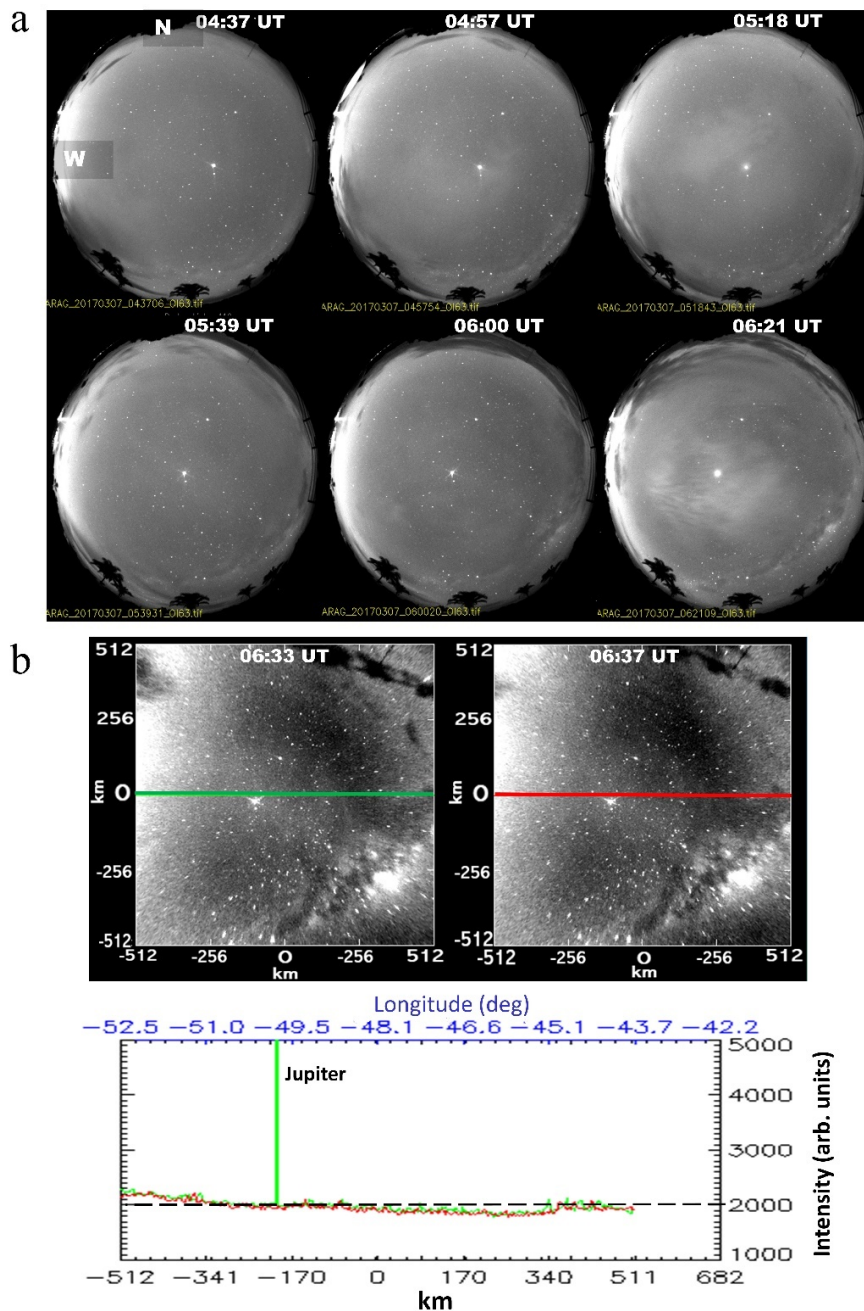 a
N 04:37 UT 04:57 UT 05:18 UT
W
ARAG_20170307_043706_OI63.tif ARAG_20170307_045754_OI63.tif ARAG_20170307_051843_OI63.tif
05:39 UT 06:00 UT 06:21 UT
ARAG_20170307_053931_OI63.tif ARAG_20170307_060020_OI63.tif ARAG_20170307_062109_OI63.tif
b
06:33 UT 06:37 UT
512 512
256 256
km 0 km 0
-256 -256
-512 -512
-512 -256 0 -256 512 -512 -256 0 -256 512
km km
Longitude (deg)
−52.5 −51.0 −49.5 −48.1 −46.6 −45.1 −43.7 −42.2
Jupiter
5000
4000
3000
2000
1000
Intensity (arb. units)
−512 −341 −170 0 170 340 511 682
km